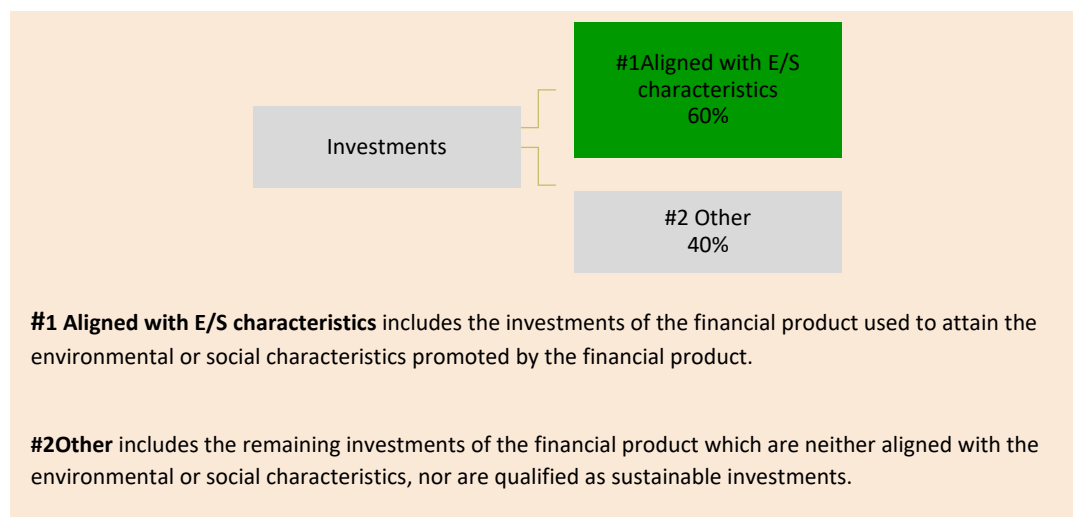 #1Aligned with E/S
characteristics
60%
Investments
#2 Other
40%
#1 Aligned with E/S characteristics includes the investments of the financial product used to attain the
environmental or social characteristics promoted by the financial product.
#2Other includes the remaining investments of the financial product which are neither aligned with the
environmental or social characteristics, nor are qualified as sustainable investments.